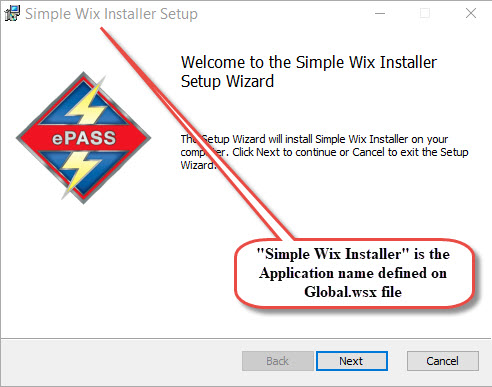 Simple Wix Installer Setup
Welcome to the Simple Wix Installer
Setup Wizard
ePASS
The Setup Wizard will install Simple Wix Installer on your
computer. Click Next to continue or Cancel to exit the Setup
Wizard.
"Simple Wix Installer" is the
Application name defined on
Global.wsx file
Back
Next
Cancel